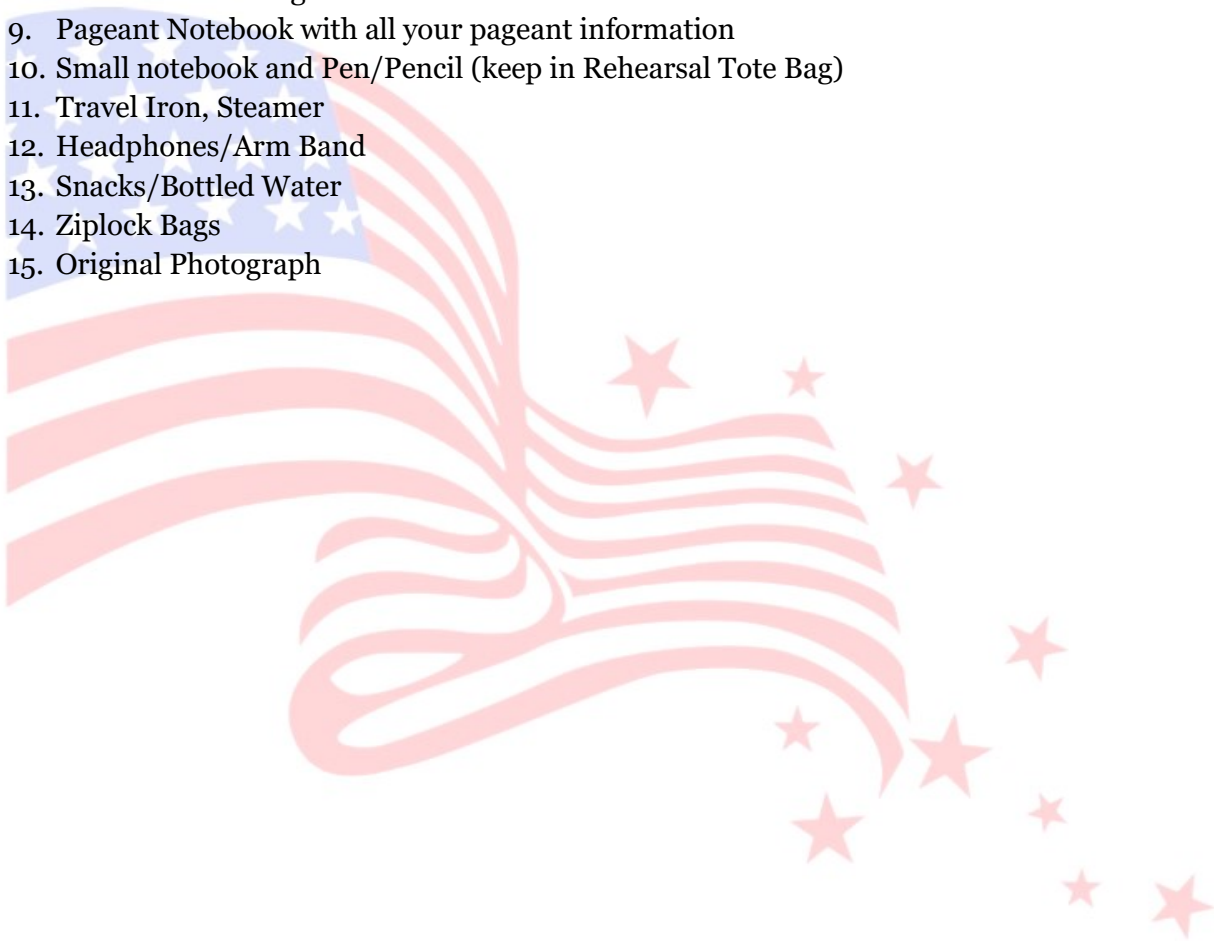 9. Pageant Notebook with all your pageant information
10. Small notebook and Pen/Pencil (keep in Rehearsal Tote Bag)
11. Travel Iron, Steamer
12. Headphones/Arm Band
13. Snacks/Bottled Water
14. Ziplock Bags
15. Original Photograph